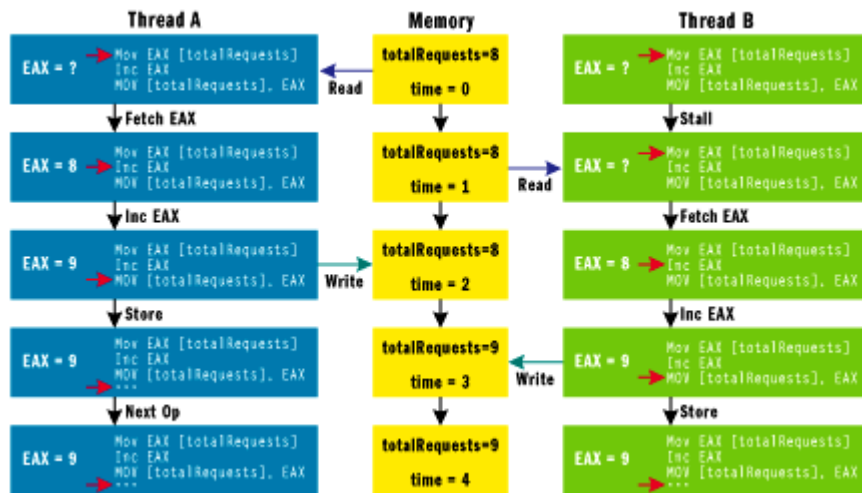 Thread A
Memory
Thread B
EAX = ?
Mov EAX [totalRequests]
Inc EAX
MOV [totalRequests], EAX
Read
totalRequests=8
time = 0
EAX = ?
Mov EAX [totalRequests]
Inc EAX
MOV [totalRequests], EAX
Fetch EAX
Stall
EAX = 8
Mov EAX [totalRequests]
Inc EAX
MOV [totalRequests], EAX
totalRequests=8
time = 1
Read
EAX = ?
Mov EAX [totalRequests]
Inc EAX
MOV [totalRequests], EAX
Inc EAX
Fetch EAX
EAX = 9
Mov EAX [totalRequests]
Inc EAX
MOV [totalRequests], EAX
Write
totalRequests=8
time = 2
EAX = 8
Mov EAX [totalRequests]
Inc EAX
MOV [totalRequests], EAX
Store
Inc EAX
EAX = 9
Mov EAX [totalRequests]
Inc EAX
MOV [totalRequests], EAX
"""
totalRequests=9
time = 3
Write
EAX = 9
Mov EAX [totalRequests]
Inc EAX
MOV [totalRequests], EAX
Next Op
Store
EAX = 9
Mov EAX [totalRequests]
Inc EAX
MOV [totalRequests], EAX
"""
totalRequests=9
time = 4
EAX = 9
Mov EAX [totalRequests]
Inc EAX
MOV [totalRequests], EAX
"""